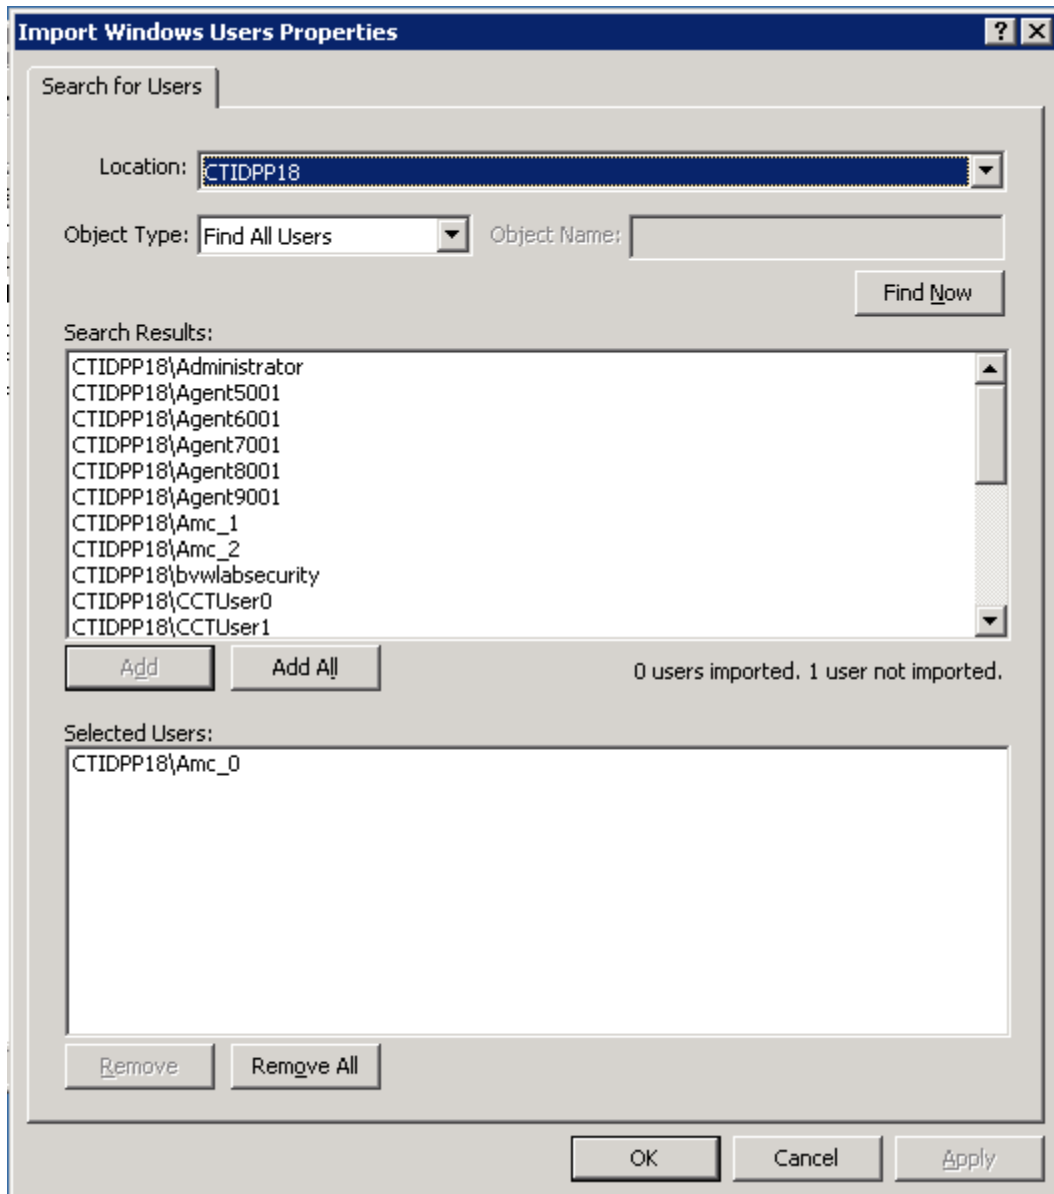 Import Windows Users Properties
Search for Users
Location: CTIDPP18
Object Type: Find All Users Object Name:
Find Now
Search Results:
CTIDPP18\Administrator
CTIDPP18\Agent5001
CTIDPP18\Agent6001
CTIDPP18\Agent7001
CTIDPP18\Agent8001
CTIDPP18\Agent9001
CTIDPP18\Amc_1
CTIDPP18\Amc_2
CTIDPP18\bvwlabsecurity
CTIDPP18\CCTUser0
CTIDPP18\CCTUser1
Add Add All 0 users imported. 1 user not imported.
Selected Users:
CTIDPP18\Amc_0
Remove Remove All
OK Cancel Apply